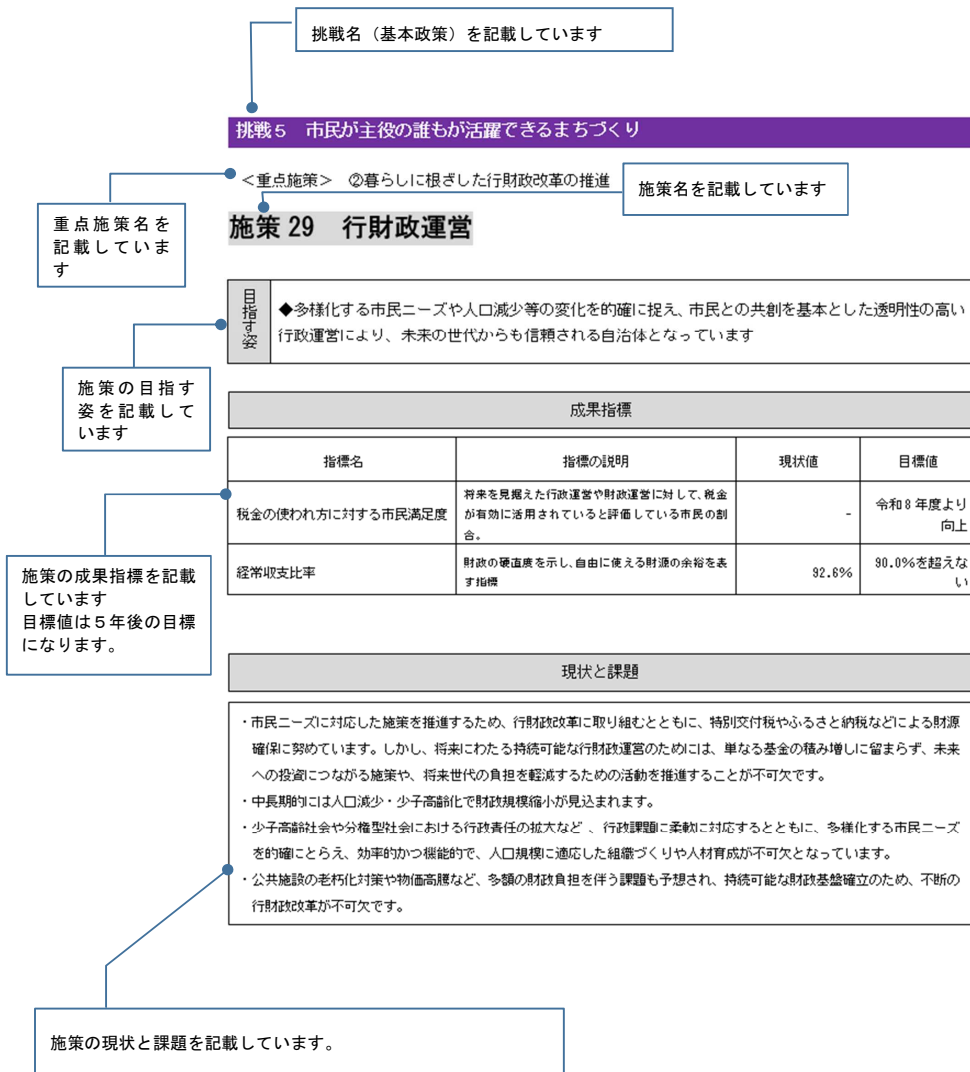 挑戦名（基本政策）を記載しています
挑戦５　市民が主役の誰もが活躍できるまちづくり
＜重点施策＞　②暮らしに根ざした行財政改革の推進
施策名を記載しています
重点施策名を
記載していま
す
施策 29　行財政運営
目指す姿
◆多様化する市民ニーズや人口減少等の変化を的確に捉え、市民との共創を基本とした透明性の高い
行政運営により、未来の世代からも信頼される自治体となっています
施策の目指す
姿を記載して
います
成果指標
指標名　指標の説明　現状値　目標値
税金の使われ方に対する市民満足度
将来を見据えた行政運営や財政運営に対して、税金
が有効に活用されていると評価している市民の割
合。
-
令和８年度より
向上
経常収支比率
財政の硬直度を示し、自由に使える財源の余裕を表
す指標
92.6%
90.0%を超えな
い
施策の成果指標を記載
しています
目標値は５年後の目標
になります。
現状と課題
・市民ニーズに対応した施策を推進するため、行財政改革に取り組むとともに、特別交付税やふるさと納税などによる財源
確保に努めています。しかし、将来にわたる持続可能な行財政運営のためには、単なる基金の積み増しに留まらず、未来
への投資につながる施策や、将来世代の負担を軽減するための活動を推進することが不可欠です。
・中長期的には人口減少・少子高齢化で財政規模縮小が見込まれます。
・少子高齢社会や分権型社会における行政責任の拡大など 、行政課題に柔軟に対応するとともに、多様化する市民ニーズ
を的確にとらえ、効率的かつ機能的で、人口規模に適応した組織づくりや人材育成が不可欠となっています。
・公共施設の老朽化対策や物価高騰など、多額の財政負担を伴う課題も予想され、持続可能な財政基盤確立のため、不断の
行財政改革が不可欠です。
施策の現状と課題を記載しています。